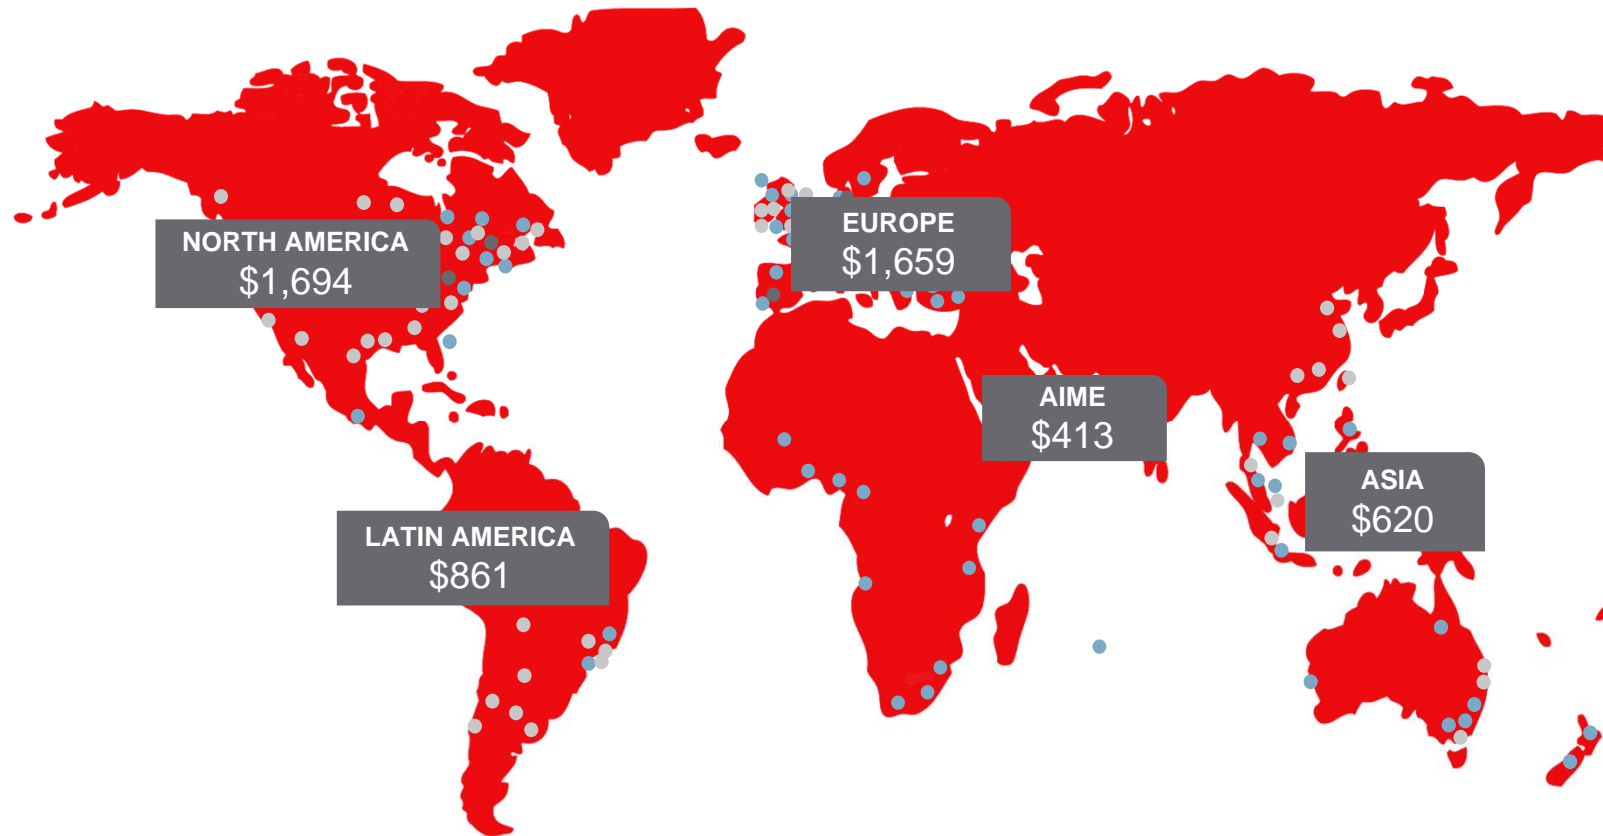 NORTH AMERICA
$1,694
EUROPE
$1,659
AIME
$413
ASIA
$620
LATIN AMERICA
$861